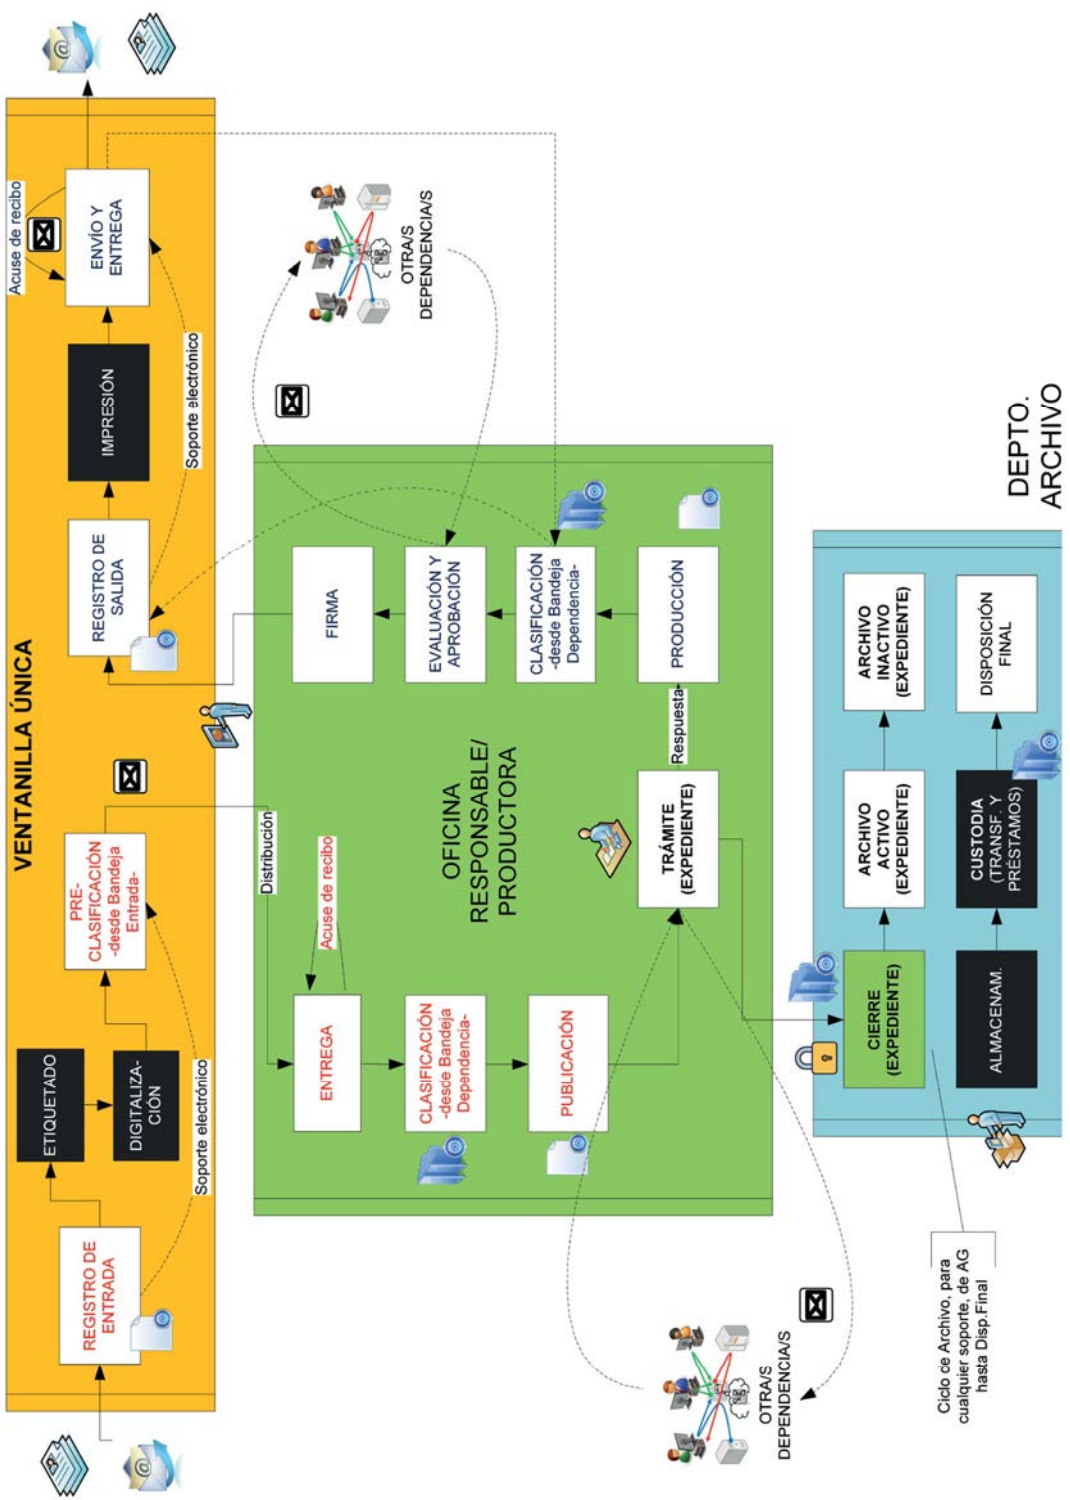 VENTANILLA ÚNICA
REGISTRO DE
ENTRADA
ETIQUETADO
DIGITALIZA-
CIÓN
Soporte electrónico
PRE-
CLASIFICACIÓN
-desde Bandeja
Entrada-
REGISTRO DE
SALIDA
IMPRESIÓN
Soporte electrónico
ENVÍO Y
ENTREGA
Acuse de recibo
Distribución
OFICINA
RESPONSABLE/
PRODUCTORA
ENTREGA
Acuse de recibo
CLASIFICACIÓN
-desde Bandeja
Dependencia-
PUBLICACIÓN
TRÁMITE
(EXPEDIENTE)
Respuesta
PRODUCCIÓN
CLASIFICACIÓN
-desde Bandeja
Dependencia-
EVALUACIÓN Y
APROBACIÓN
FIRMA
OTRA/S
DEPENDENCIA/S
OTRA/S
DEPENDENCIA/S
DEPTO.
ARCHIVO
CIERRE
(EXPEDIENTE)
ARCHIVO
ACTIVO
(EXPEDIENTE)
ARCHIVO
INACTIVO
(EXPEDIENTE)
ALMACENAM.
CUSTODIA
(TRANSF. Y
PRÉSTAMOS)
DISPOSICIÓN
FINAL
Ciclo de Archivo, para
cualquier soporte, de AG
hasta Disp.Final